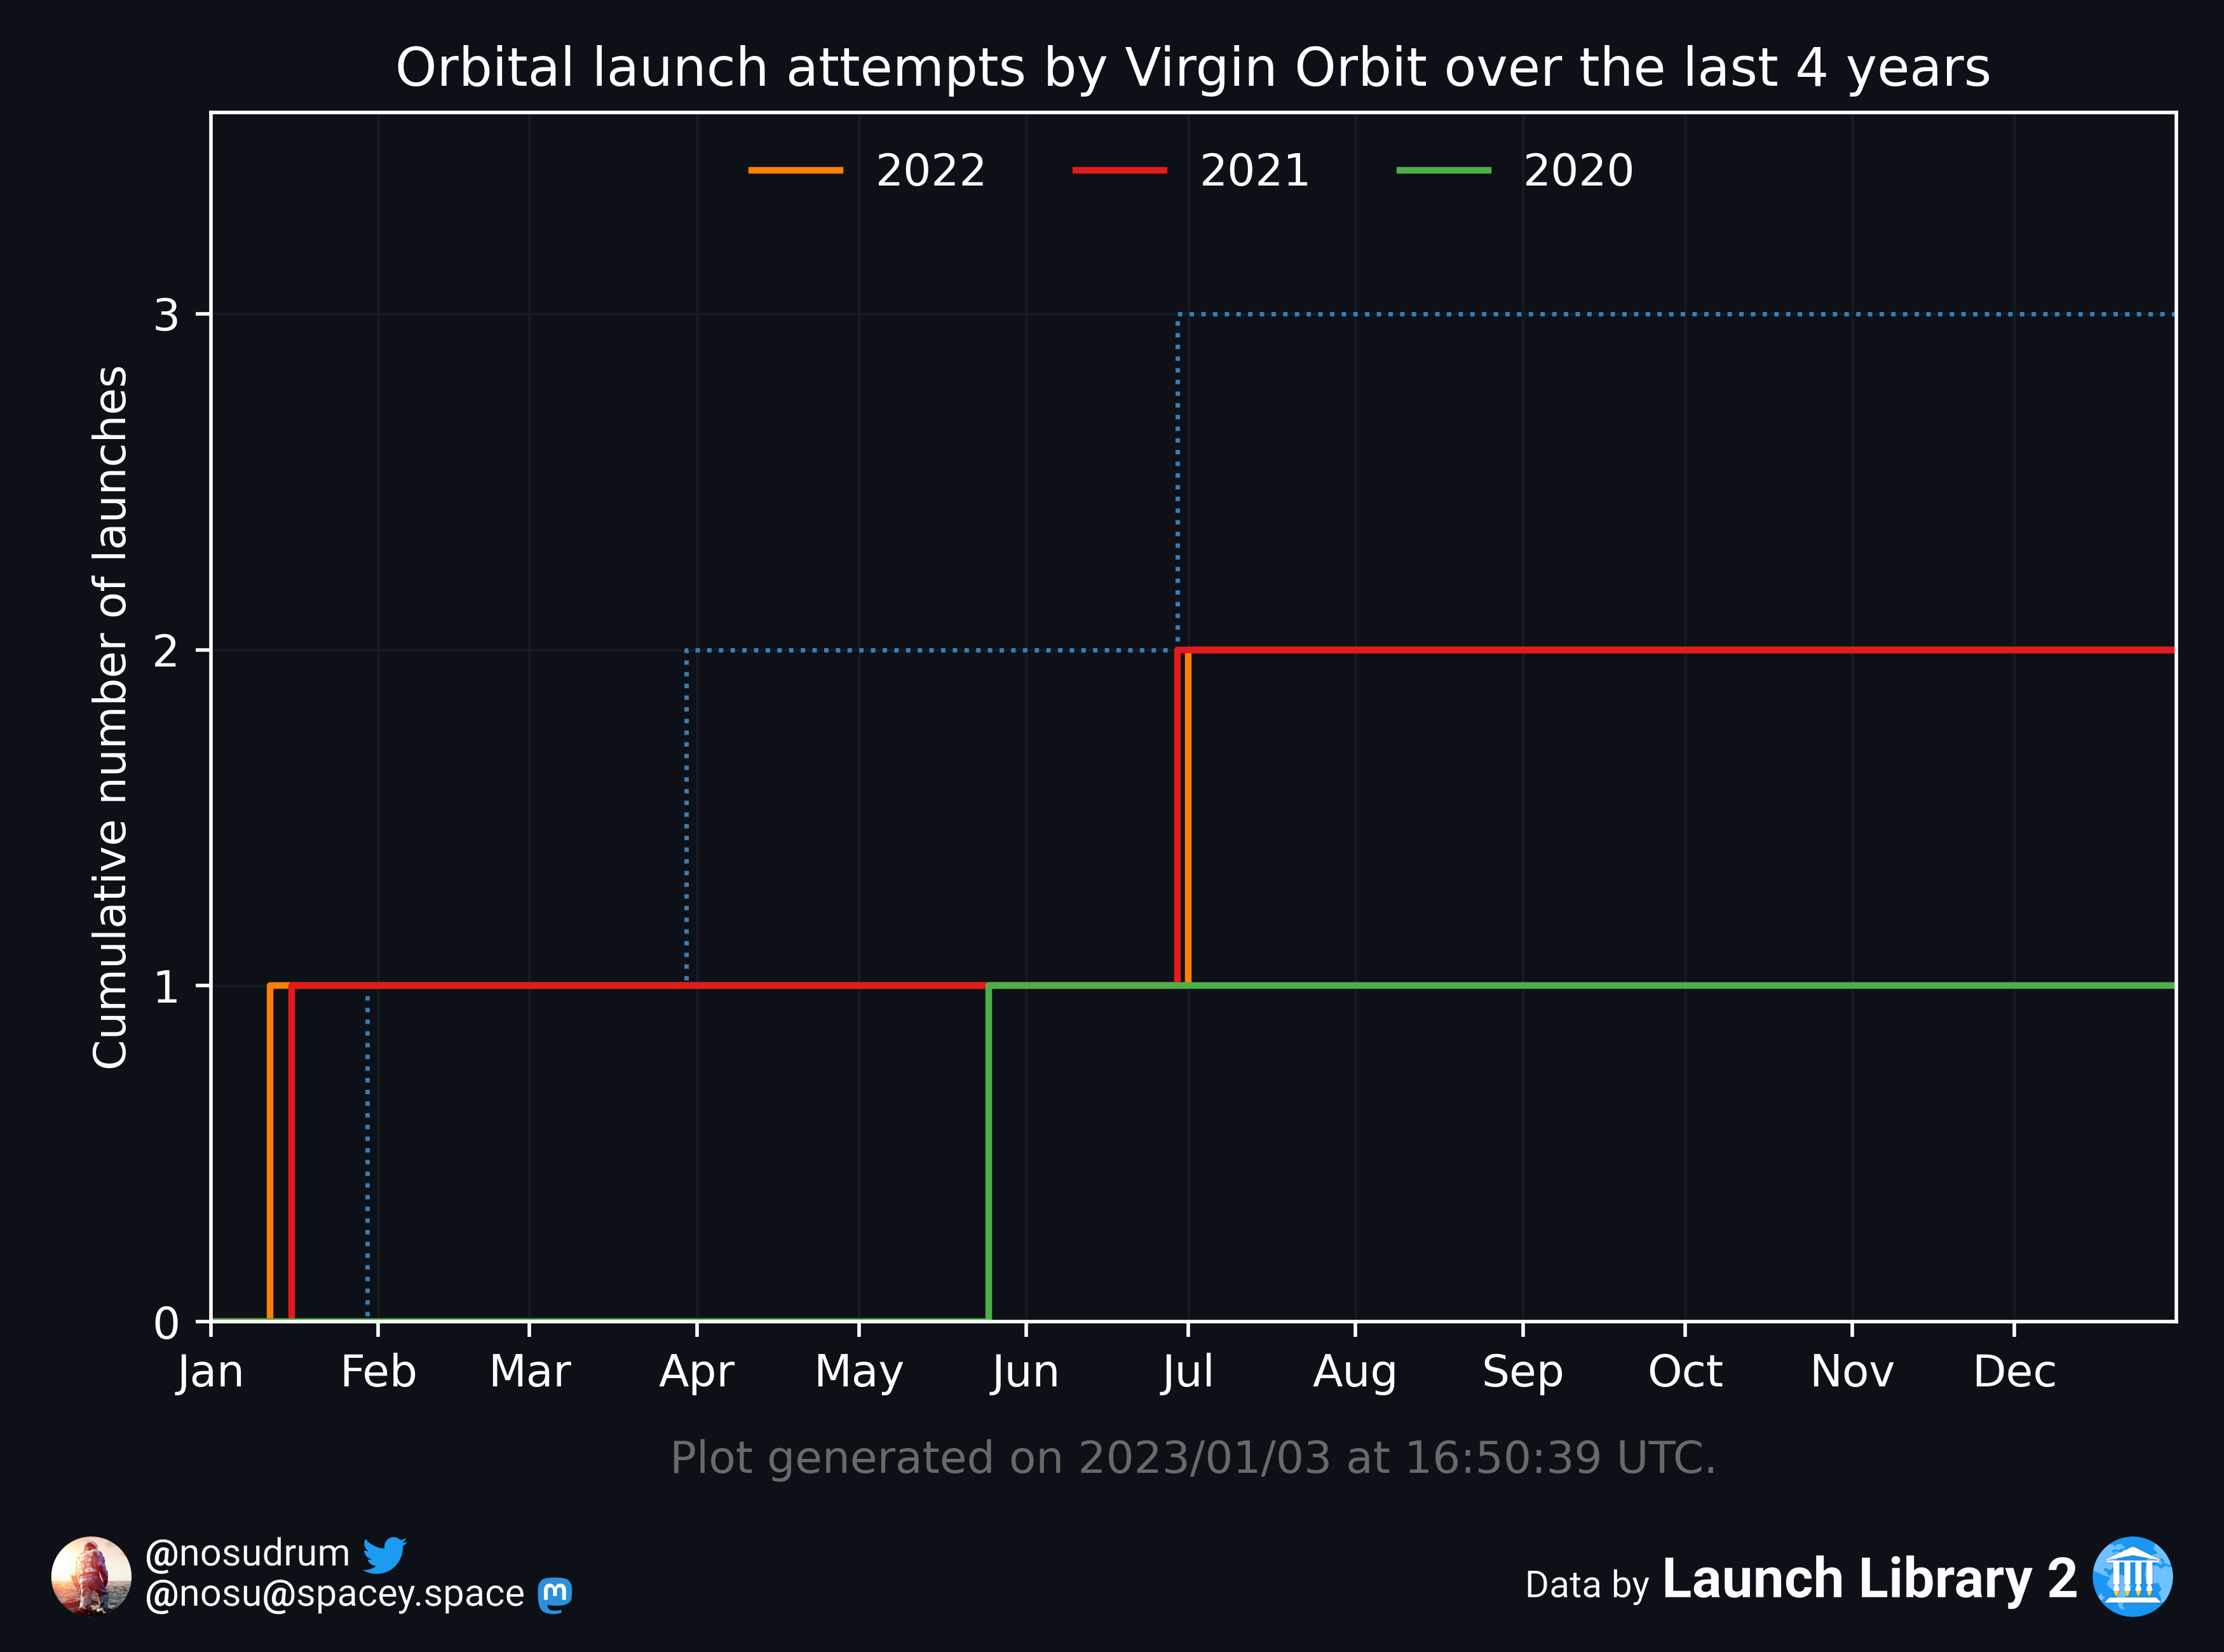 Orbital launch attempts by Virgin Orbit over the last 4 years
2022 2021 2020
Cumulative number of launches
3
2
1
0
Jan Feb Mar Apr May Jun Jul Aug Sep Oct Nov Dec
Plot generated on 2023/01/03 at 16:50:39 UTC.
@nosudrum
@nosu@spacey.space
Data by Launch Library 2